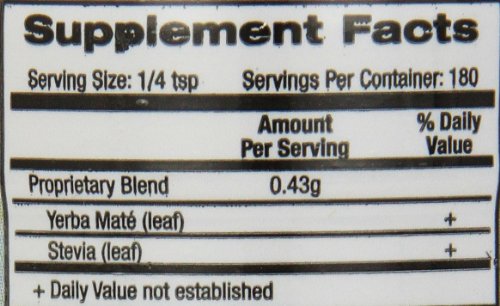 Supplement Facts
Serving Size: 1/4 tsp Servings Per Container: 180
Amount Per Serving % Daily Value
Proprietary Blend 0.43g
Yerba Maté (leaf) +
Stevia (leaf) +
+ Daily Value not established